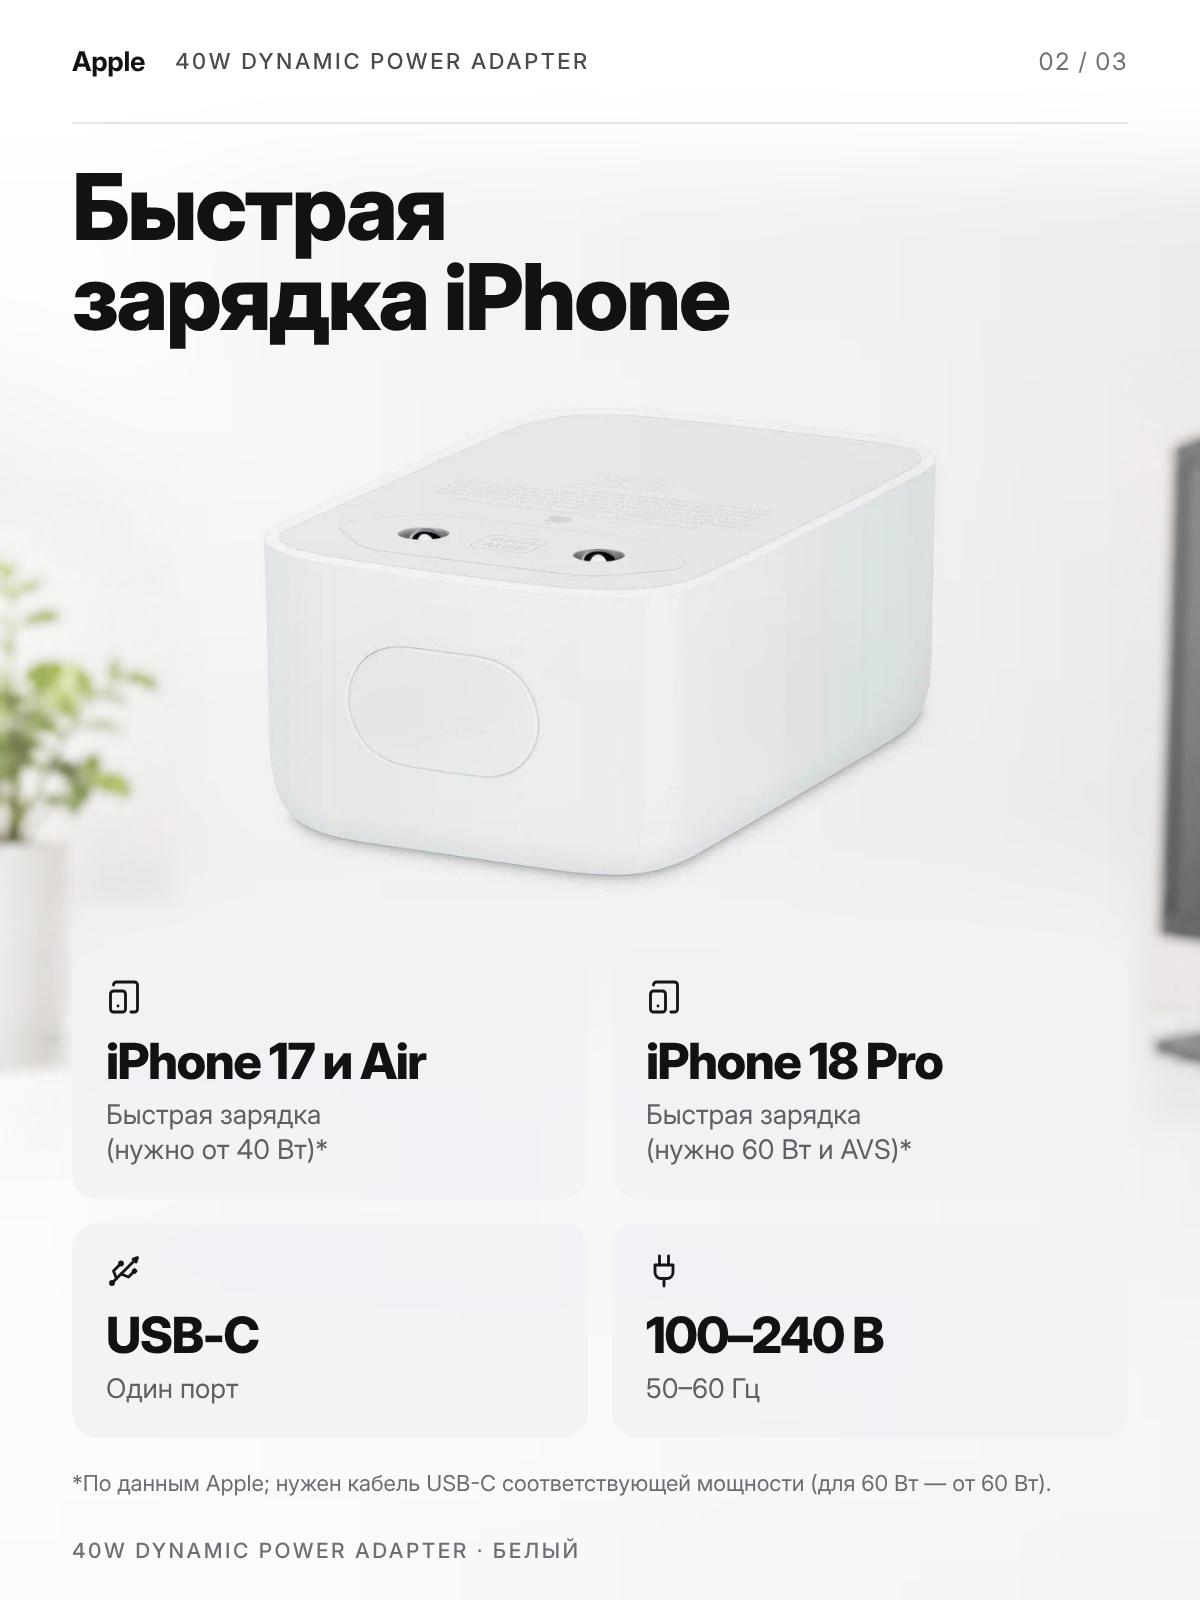 Apple 40W DYNAMIC POWER ADAPTER 02 / 03
Быстрая
зарядка iPhone
iPhone 17 и Air
Быстрая зарядка
(нужно от 40 Вт)*
iPhone 18 Pro
Быстрая зарядка
(нужно 60 Вт и AVS)*
USB-C
Один порт
100–240 В
50–60 Гц
*По данным Apple; нужен кабель USB-C соответствующей мощности (для 60 Вт — от 60 Вт).
40W DYNAMIC POWER ADAPTER · БЕЛЫЙ